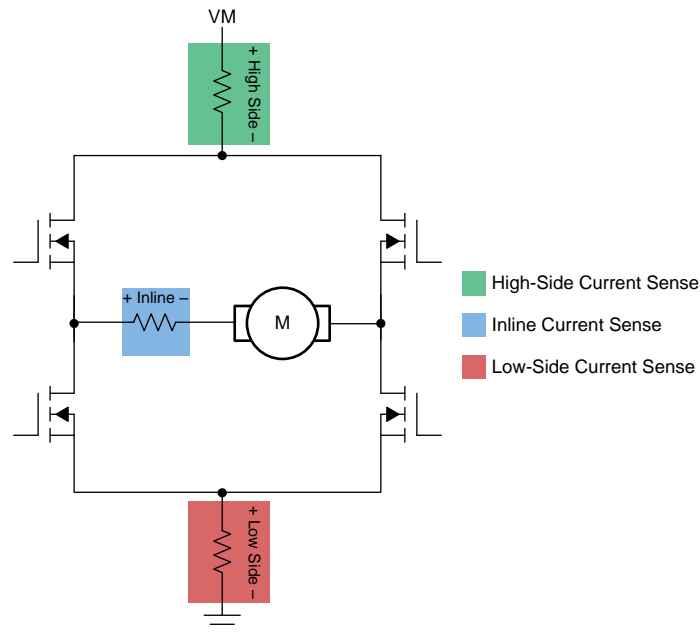 VM
+ High Side –
+ Inline –
M
High-Side Current Sense
Inline Current Sense
Low-Side Current Sense
+ Low Side –